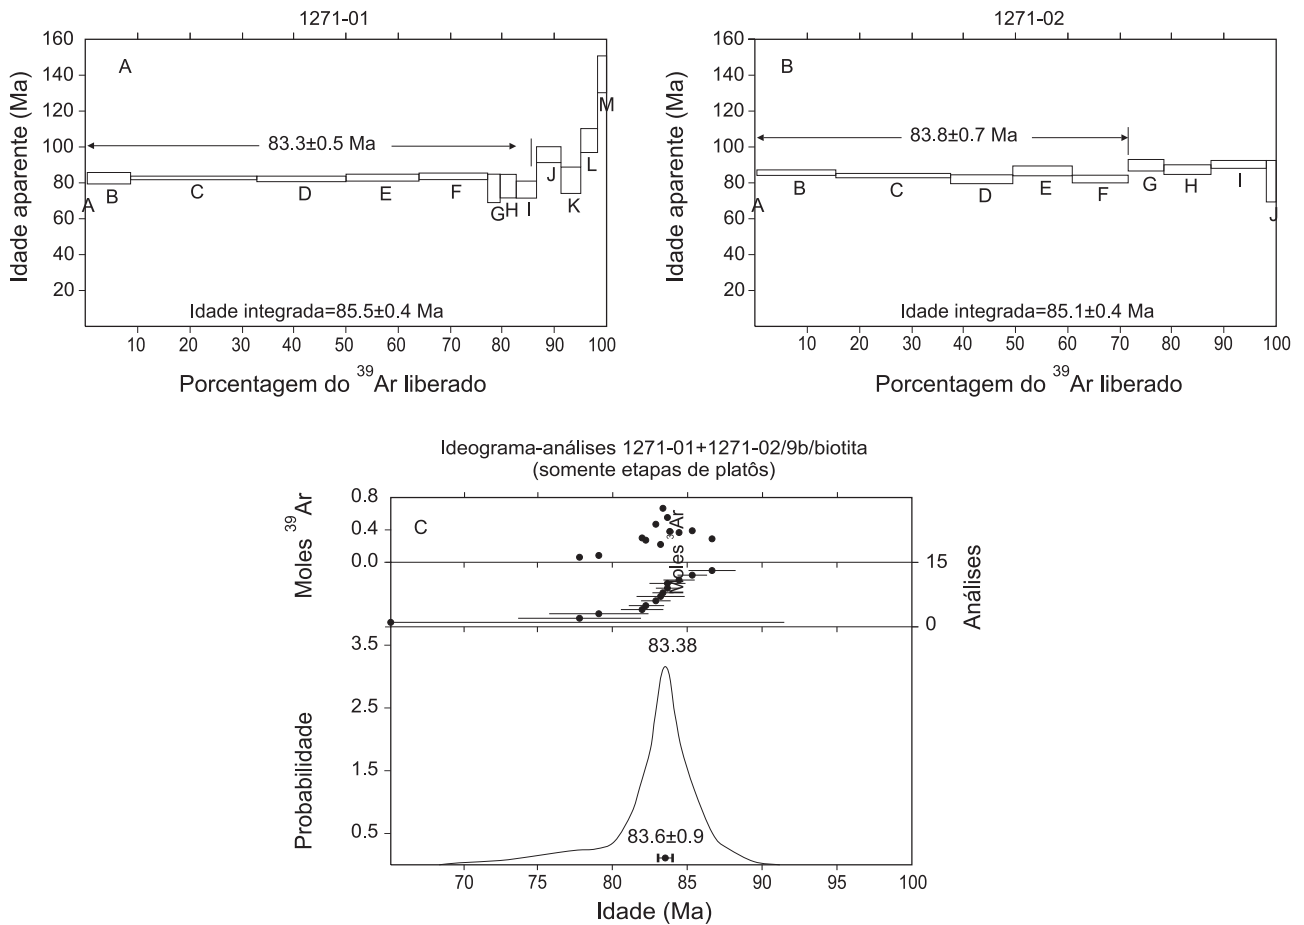 1271-01
160
140
120
100
80
60
40
20
Idade aparente (Ma)
A
83.3±0.5 Ma
A B C D E F G H I J K L M
Idade integrada=85.5±0.4 Ma
0 10 20 30 40 50 60 70 80 90 100
Porcentagem do ³⁹Ar liberado
1271-02
160
140
120
100
80
60
40
20
Idade aparente (Ma)
B
83.8±0.7 Ma
A B C D E F G H I J
Idade integrada=85.1±0.4 Ma
10 20 30 40 50 60 70 80 90 100
Porcentagem do ³⁹Ar liberado
Ideograma-análises 1271-01+1271-02/9b/biotita
(somente etapas de platôs)
Moles ³⁹Ar
0.8
0.4
0.0
C
Moles ³⁹Ar
15
0
Análises
Probabilidade
3.5
2.5
1.5
0.5
83.38
83.6±0.9
70 75 80 85 90 95 100
Idade (Ma)